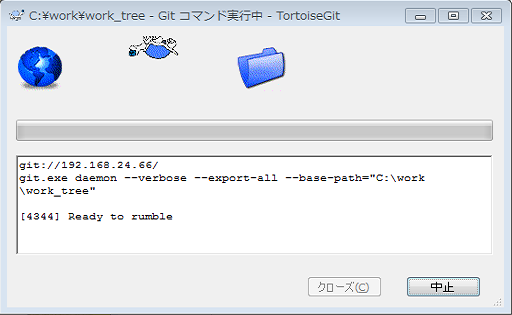 C:¥work¥work_tree - Git コマンド実行中 - TortoiseGit
git://192.168.24.66/
git.exe daemon --verbose --export-all --base-path="C:\work
\work_tree"
[4344] Ready to rumble
クローズ(C)
中止